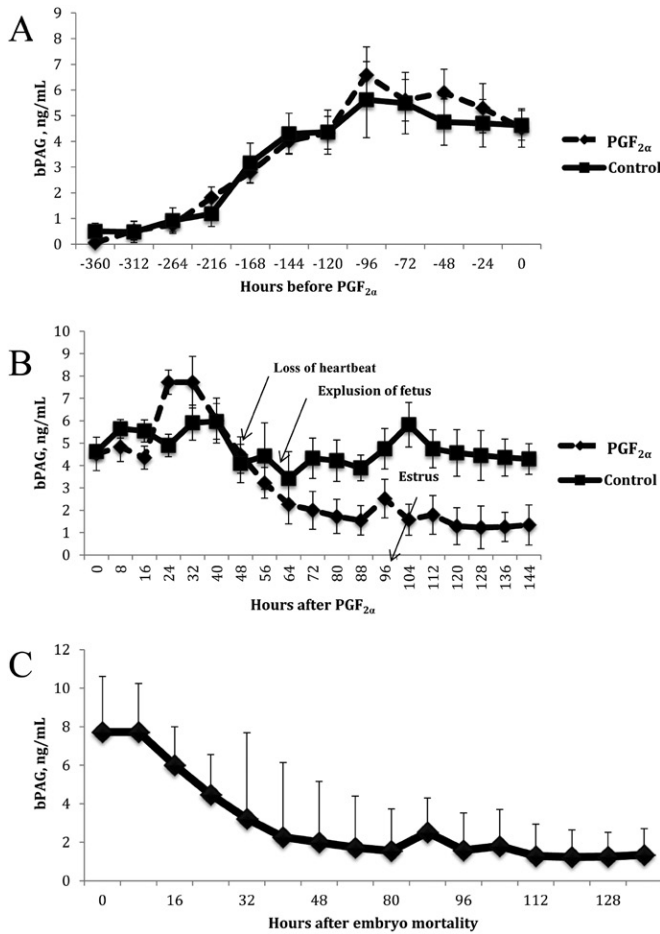 A
bPAG , ng/mL
9
8
7
6
5
4
3
2
1
0
-360 -312 -264 -216 -168 -144 -120 -96 -72 -48 -24 0
Hours before PGF2α
PGF2α
Control
B
bPAG, ng/mL
10
9
8
7
6
5
4
3
2
1
0
Loss of heartbeat
Explusion of fetus
Estrus
0 8 16 24 32 40 48 56 64 72 80 88 96 104 112 120 128 136 144
Hours after PGF2α
PGF2α
Control
C
bPAG, ng/mL
12
10
8
6
4
2
0
0 16 32 48 80 96 112 128
Hours after embryo mortality